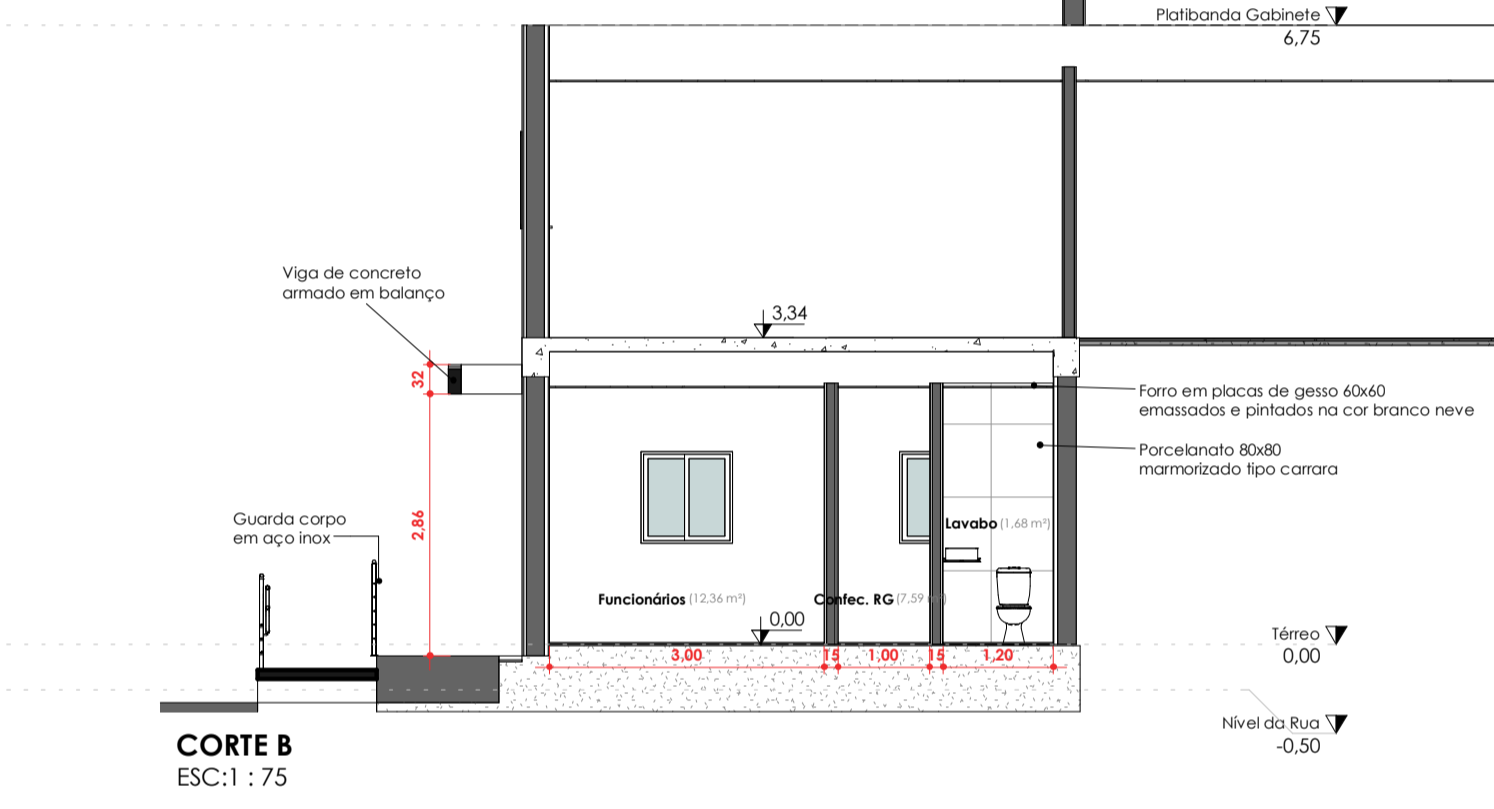 Platibanda Gabinete
6,75
Viga de concreto
armado em balanço
3,34
32
Forro em placas de gesso 60x60
emassados e pintados na cor branco neve
Porcelanato 80x80
marmorizado tipo carrara
2,86
Guarda corpo
em aço inox
Lavabo (1,68 m²)
Funcionários (12,36 m²)
Confec. RG (7,59 m²)
0,00
Térreo
0,00
3,00
15
1,00
15
1,20
Nível da Rua
-0,50
CORTE B
ESC:1 : 75